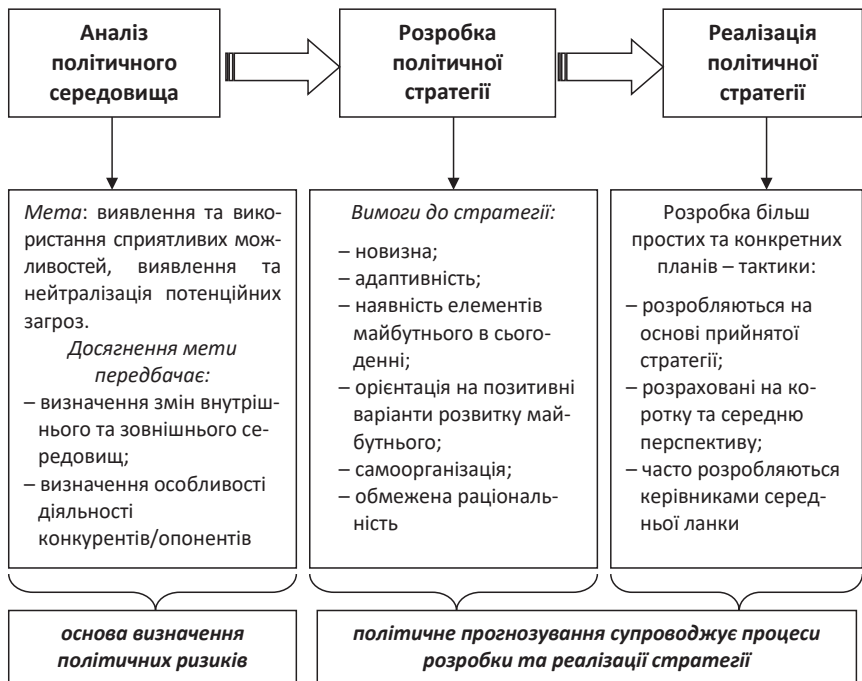 Аналіз
політичного
середовища
Розробка
політичної
стратегії
Реалізація
політичної
стратегії
Мета: виявлення та вико-
ристання сприятливих мож-
ливостей, виявлення та
нейтралізація потенційних
загроз.
Досягнення мети
передбачає:
– визначення змін внутріш-
нього та зовнішнього се-
редовищ;
– визначення особливості
діяльності
конкурентів/опонентів
Вимоги до стратегії:
– новизна;
– адаптивність;
– наявність елементів
майбутнього в сього-
денні;
– орієнтація на позитивні
варіанти розвитку май-
бутнього;
– самоорганізація;
– обмежена раціональ-
ність
Розробка більш
простих та конкретних
планів – тактики:
– розробляються на
основі прийнятої
стратегії;
– розраховані на ко-
ротку та середню
перспективу;
– часто розробляються
керівниками серед-
ньої ланки
основа визначення
політичних ризиків
політичне прогнозування супроводжує процеси
розробки та реалізації стратегії